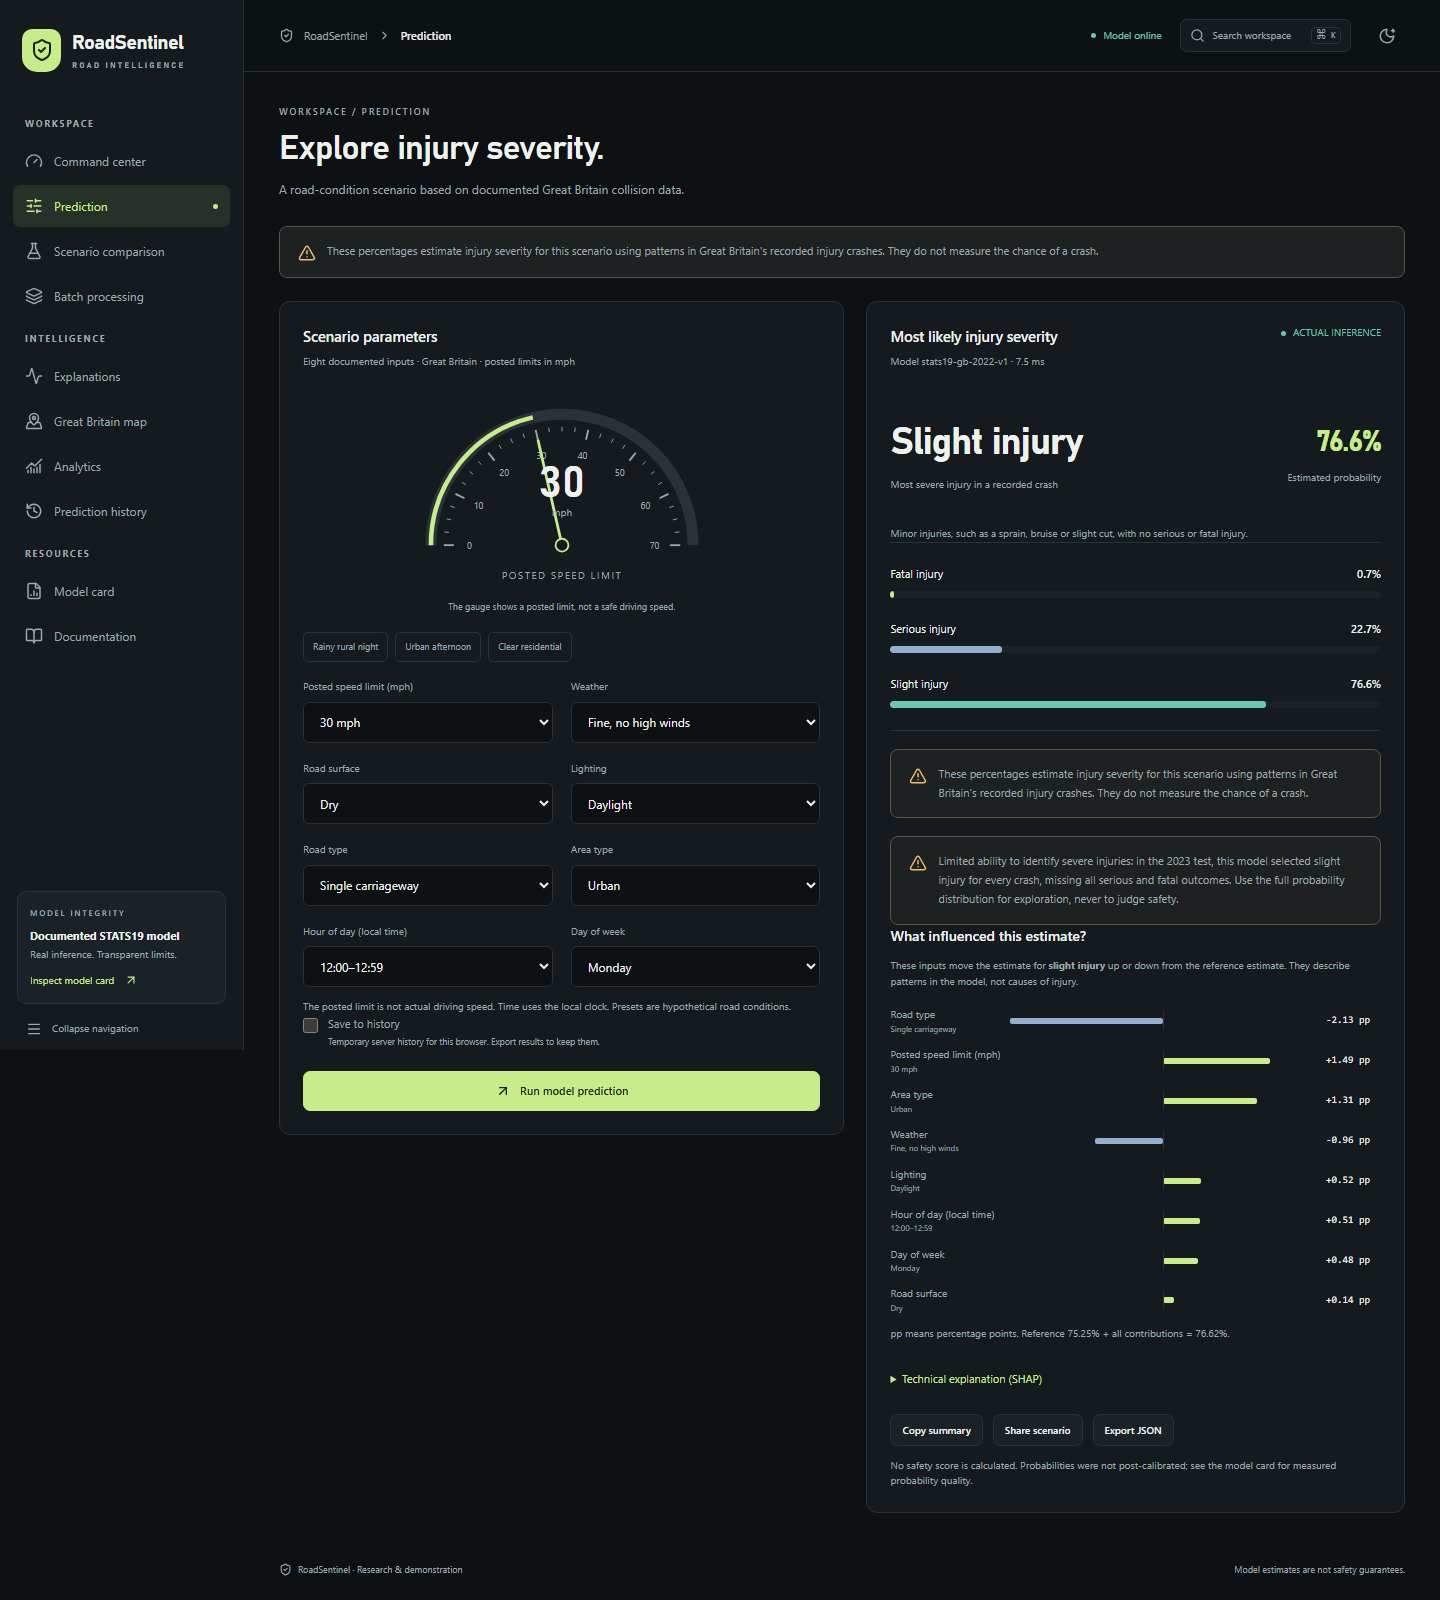 RoadSentinel
ROAD INTELLIGENCE
WORKSPACE
Command center
Prediction
Scenario comparison
Batch processing
INTELLIGENCE
Explanations
Great Britain map
Analytics
Prediction history
RESOURCES
Model card
Documentation
MODEL INTEGRITY
Documented STATS19 model
Real inference. Transparent limits.
Inspect model card
Collapse navigation
RoadSentinel
Prediction
Model online
Search workspace
⌘ K
WORKSPACE / PREDICTION
Explore injury severity.
A road-condition scenario based on documented Great Britain collision data.
These percentages estimate injury severity for this scenario using patterns in Great Britain's recorded injury crashes. They do not measure the chance of a crash.
Scenario parameters
Eight documented inputs · Great Britain · posted limits in mph
0
10
20
30
40
50
60
70
30
mph
POSTED SPEED LIMIT
The gauge shows a posted limit, not a safe driving speed.
Rainy rural night
Urban afternoon
Clear residential
Posted speed limit (mph)
30 mph
Weather
Fine, no high winds
Road surface
Dry
Lighting
Daylight
Road type
Single carriageway
Area type
Urban
Hour of day (local time)
12:00–12:59
Day of week
Monday
The posted limit is not actual driving speed. Time uses the local clock. Presets are hypothetical road conditions.
Save to history
Temporary server history for this browser. Export results to keep them.
Run model prediction
Most likely injury severity
ACTUAL INFERENCE
Model stats19-gb-2022-v1 · 7.5 ms
Slight injury
76.6%
Most severe injury in a recorded crash
Estimated probability
Minor injuries, such as a sprain, bruise or slight cut, with no serious or fatal injury.
Fatal injury
0.7%
Serious injury
22.7%
Slight injury
76.6%
These percentages estimate injury severity for this scenario using patterns in Great
Britain's recorded injury crashes. They do not measure the chance of a crash.
Limited ability to identify severe injuries: in the 2023 test, this model selected slight
injury for every crash, missing all serious and fatal outcomes. Use the full probability
distribution for exploration, never to judge safety.
What influenced this estimate?
These inputs move the estimate for slight injury up or down from the reference estimate. They describe
patterns in the model, not causes of injury.
Road type
Single carriageway
-2.13 pp
Posted speed limit (mph)
30 mph
+1.49 pp
Area type
Urban
+1.31 pp
Weather
Fine, no high winds
-0.96 pp
Lighting
Daylight
+0.52 pp
Hour of day (local time)
12:00–12:59
+0.51 pp
Day of week
Monday
+0.48 pp
Road surface
Dry
+0.14 pp
pp means percentage points. Reference 75.25% + all contributions = 76.62%.
Technical explanation (SHAP)
Copy summary
Share scenario
Export JSON
No safety score is calculated. Probabilities were not post-calibrated; see the model card for measured
probability quality.
RoadSentinel · Research & demonstration
Model estimates are not safety guarantees.